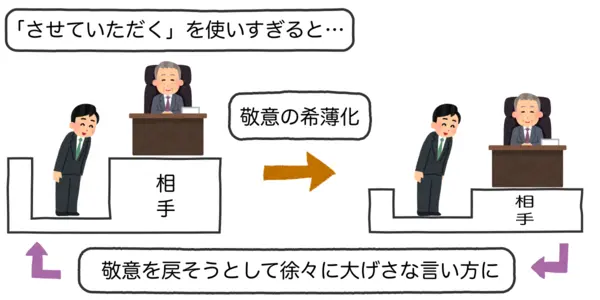 「させていただく」を使いすぎると…
敬意の希薄化
相
手
相
手
敬意を戻そうとして徐々に大げさな言い方に